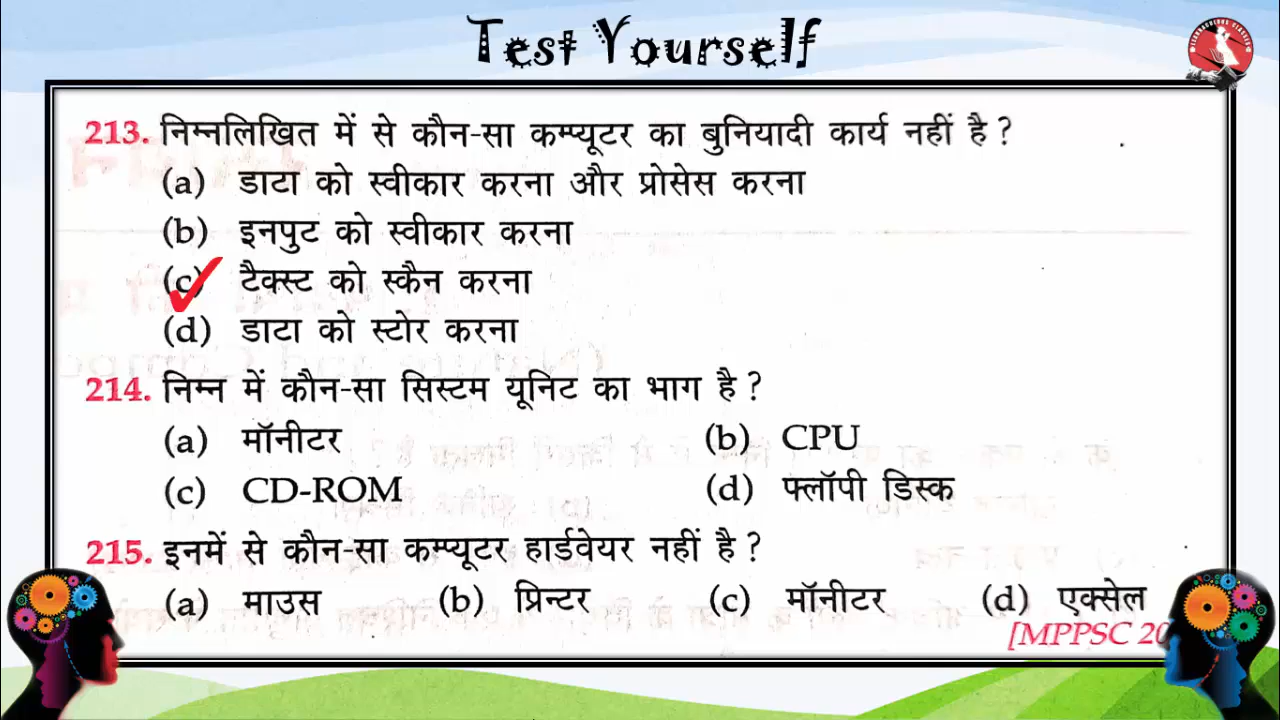 Test Yourself
213. निम्नलिखित में से कौन-सा कम्प्यूटर का बुनियादी कार्य नहीं है ?
(a) डाटा को स्वीकार करना और प्रोसेस करना
(b) इनपुट को स्वीकार करना
(c) टैक्स्ट को स्कैन करना
(d) डाटा को स्टोर करना
214. निम्न में कौन-सा सिस्टम यूनिट का भाग है ?
(a) मॉनीटर (b) CPU
(c) CD-ROM (d) फ्लॉपी डिस्क
215. इनमें से कौन-सा कम्प्यूटर हार्डवेयर नहीं है ?
(a) माउस (b) प्रिन्टर (c) मॉनीटर (d) एक्सेल
[MPPSC